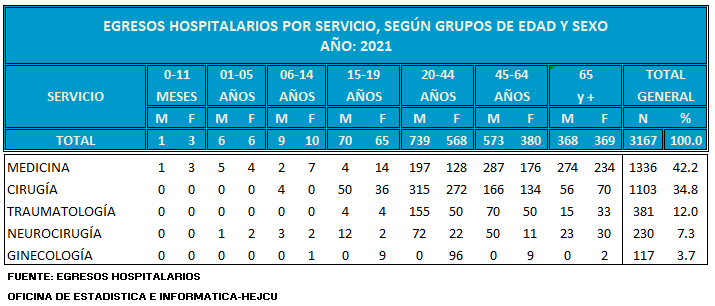 EGRESOS HOSPITALARIOS POR SERVICIO, SEGÚN GRUPOS DE EDAD Y SEXO
AÑO: 2021
SERVICIO 0-11 MESES 01-05 AÑOS 06-14 AÑOS 15-19 AÑOS 20-44 AÑOS 45-64 AÑOS 65 y + TOTAL GENERAL
M F M F M F M F M F M F M F N %
TOTAL 1 3 6 6 9 10 70 65 739 568 573 380 368 369 3167 100.0
MEDICINA 1 3 5 4 2 7 4 14 197 128 287 176 274 234 1336 42.2
CIRUGÍA 0 0 0 0 4 0 50 36 315 272 166 134 56 70 1103 34.8
TRAUMATOLOGÍA 0 0 0 0 0 0 4 4 155 50 70 50 15 33 381 12.0
NEUROCIRUGÍA 0 0 1 2 3 2 12 2 72 22 50 11 23 30 230 7.3
GINECOLOGÍA 0 0 0 0 0 1 0 9 0 96 0 9 0 2 117 3.7
FUENTE: EGRESOS HOSPITALARIOS
OFICINA DE ESTADISTICA E INFORMATICA-HEJCU